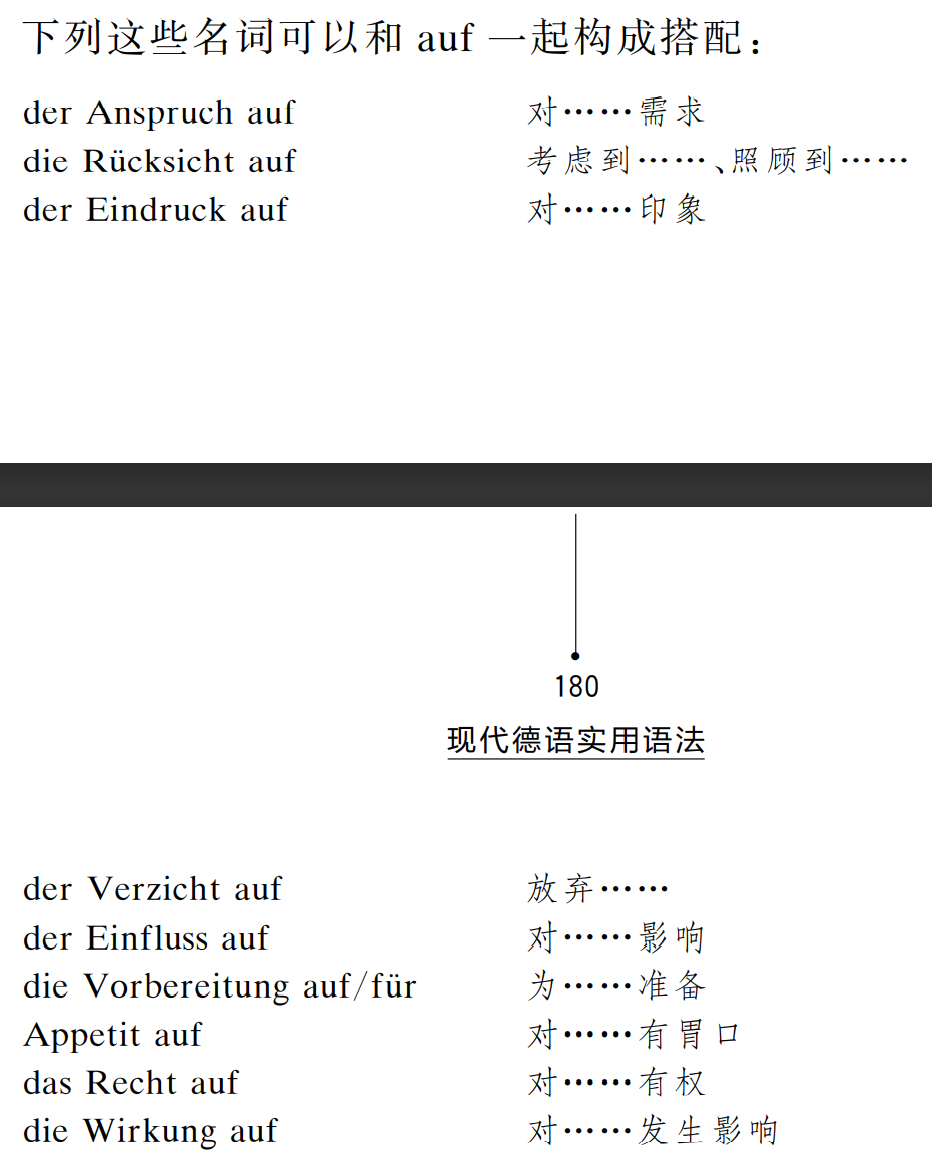 下列这些名词可以和 auf 一起构成搭配：
der Anspruch auf 对……需求
die Rücksicht auf 考虑到……、照顾到……
der Eindruck auf 对……印象
180
现代德语实用语法
der Verzicht auf 放弃……
der Einfluss auf 对……影响
die Vorbereitung auf/für 为……准备
Appetit auf 对……有胃口
das Recht auf 对……有权
die Wirkung auf 对……发生影响